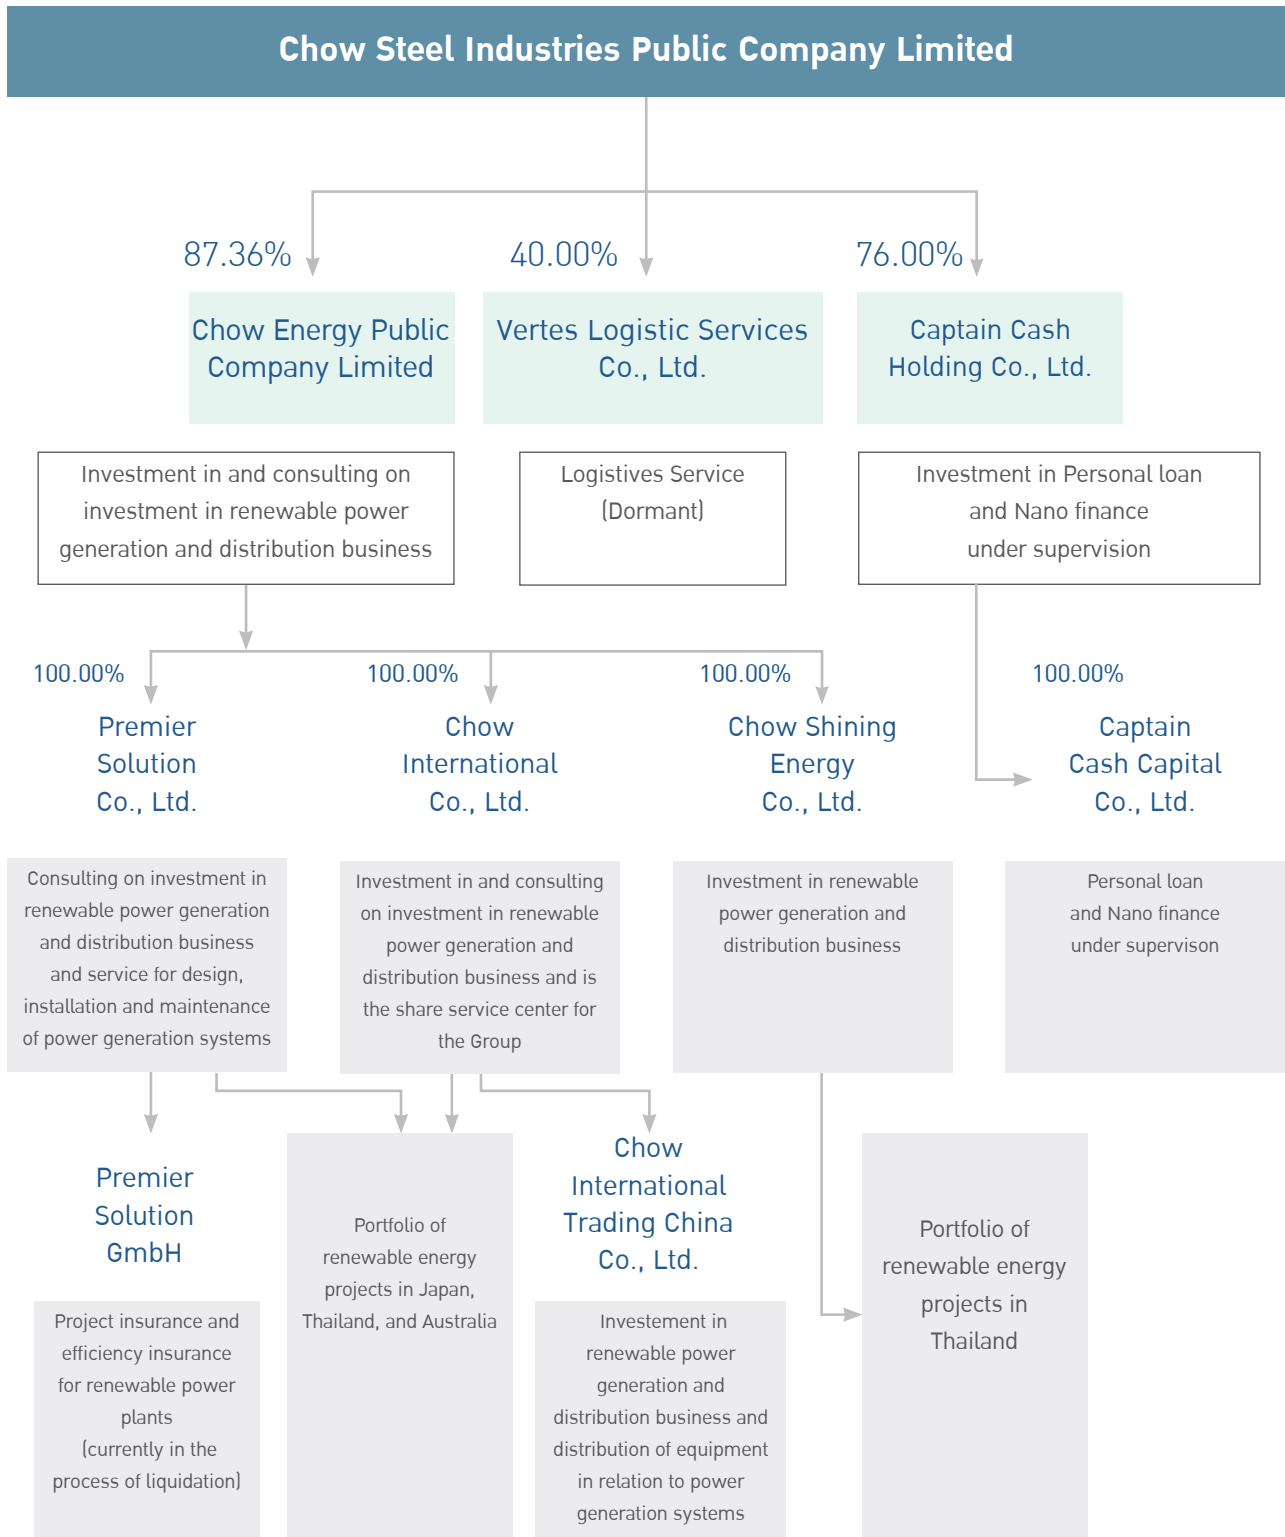 Chow Steel Industries Public Company Limited
87.36%
40.00%
76.00%
Chow Energy Public
Company Limited
Vertes Logistic Services
Co., Ltd.
Captain Cash
Holding Co., Ltd.
Investment in and consulting on
investment in renewable power
generation and distribution business
Logistives Service
(Dormant)
Investment in Personal loan
and Nano finance
under supervision
100.00%
Premier
Solution
Co., Ltd.
100.00%
Chow
International
Co., Ltd.
100.00%
Chow Shining
Energy
Co., Ltd.
100.00%
Captain
Cash Capital
Co., Ltd.
Consulting on investment in
renewable power generation
and distribution business
and service for design,
installation and maintenance
of power generation systems
Investment in and consulting
on investment in renewable
power generation and
distribution business and is
the share service center for
the Group
Investment in renewable
power generation and
distribution business
Personal loan
and Nano finance
under supervison
Premier
Solution
GmbH
Project insurance and
efficiency insurance
for renewable power
plants
(currently in the
process of liquidation)
Portfolio of
renewable energy
projects in Japan,
Thailand, and Australia
Chow
International
Trading China
Co., Ltd.
Investement in
renewable power
generation and
distribution business and
distribution of equipment
in relation to power
generation systems
Portfolio of
renewable energy
projects in
Thailand